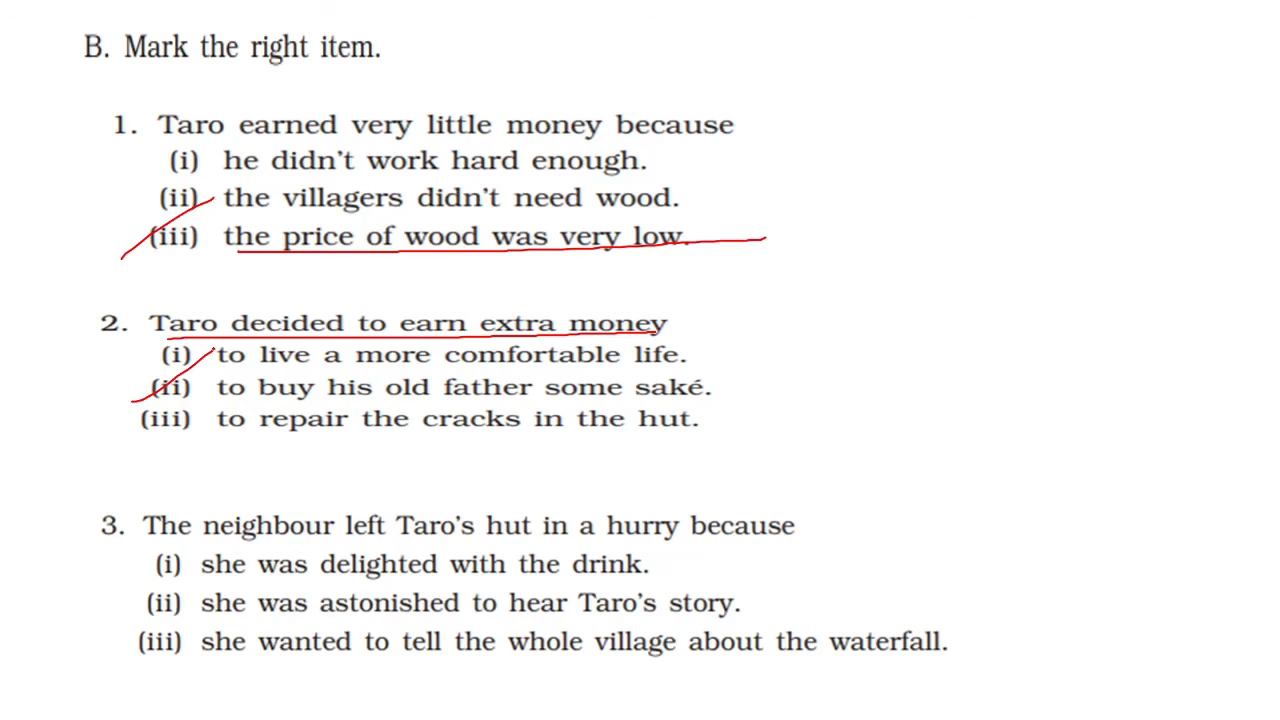 B. Mark the right item.
1. Taro earned very little money because
(i) he didn't work hard enough.
(ii) the villagers didn't need wood.
(iii) the price of wood was very low.
2. Taro decided to earn extra money
(i) to live a more comfortable life.
(ii) to buy his old father some saké.
(iii) to repair the cracks in the hut.
3. The neighbour left Taro's hut in a hurry because
(i) she was delighted with the drink.
(ii) she was astonished to hear Taro's story.
(iii) she wanted to tell the whole village about the waterfall.